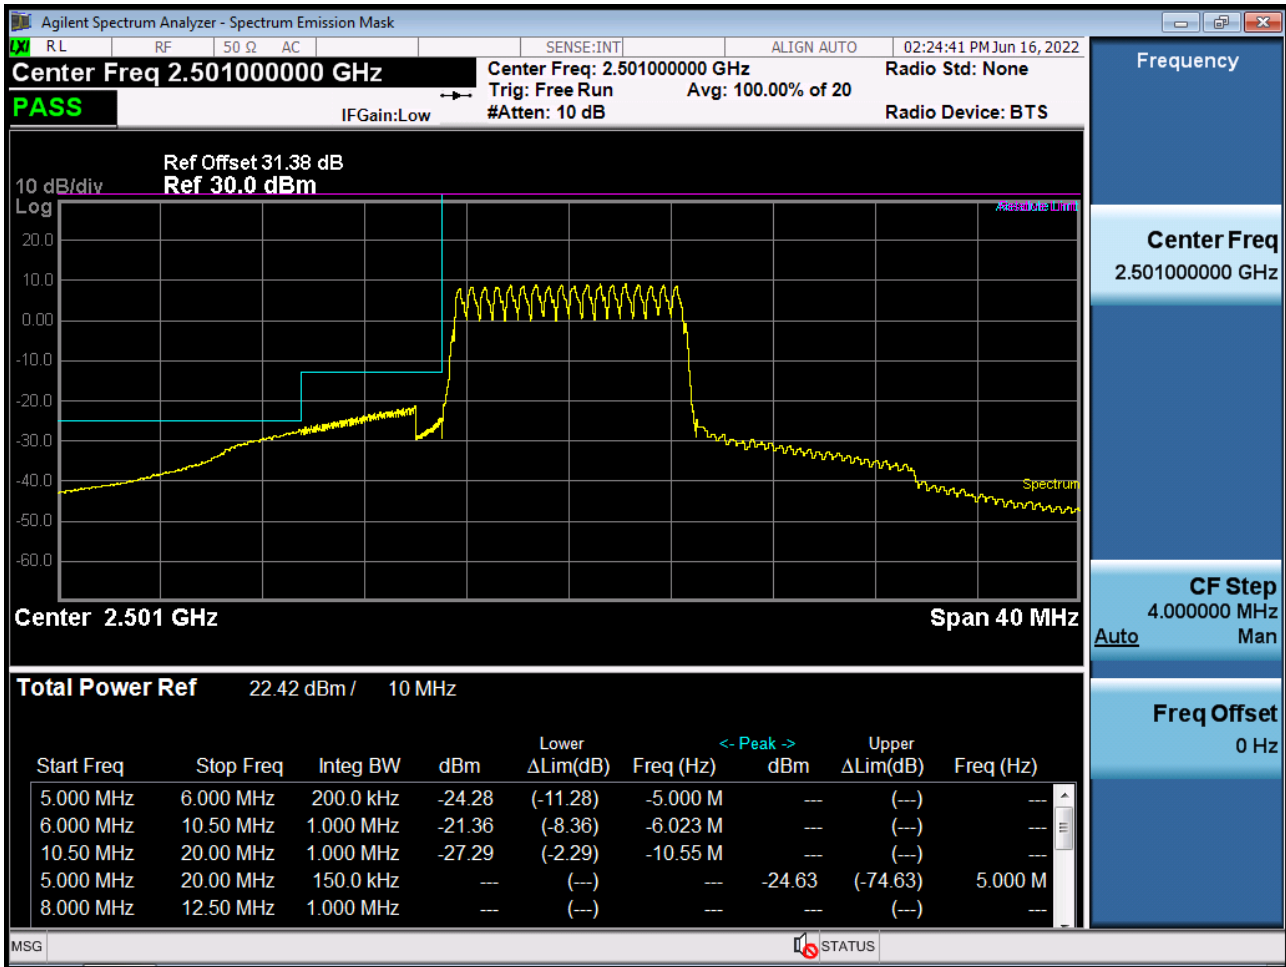 Agilent Spectrum Analyzer - Spectrum Emission Mask
LXI RL RF 50 Ω AC SENSE:INT ALIGN AUTO 02:24:41 PM Jun 16, 2022
Center Freq 2.501000000 GHz
Center Freq: 2.501000000 GHz Radio Std: None
Trig: Free Run Avg: 100.00% of 20
PASS
IFGain:Low #Atten: 10 dB Radio Device: BTS
Ref Offset 31.38 dB
10 dB/div Ref 30.0 dBm
Log
Absolute Limit
20.0
10.0
0.00
-10.0
-20.0
-30.0
-40.0
Spectrum
-50.0
-60.0
Center 2.501 GHz Span 40 MHz
Total Power Ref 22.42 dBm / 10 MHz
Lower <- Peak -> Upper
Start Freq Stop Freq Integ BW dBm ΔLim(dB) Freq (Hz) dBm ΔLim(dB) Freq (Hz)
5.000 MHz 6.000 MHz 200.0 kHz -24.28 (-11.28) -5.000 M --- (---) ---
6.000 MHz 10.50 MHz 1.000 MHz -21.36 (-8.36) -6.023 M --- (---) ---
10.50 MHz 20.00 MHz 1.000 MHz -27.29 (-2.29) -10.55 M --- (---) ---
5.000 MHz 20.00 MHz 150.0 kHz --- (---) --- -24.63 (-74.63) 5.000 M
8.000 MHz 12.50 MHz 1.000 MHz --- (---) --- --- (---) ---
MSG STATUS
Frequency
Center Freq
2.501000000 GHz
CF Step
4.000000 MHz
Auto Man
Freq Offset
0 Hz